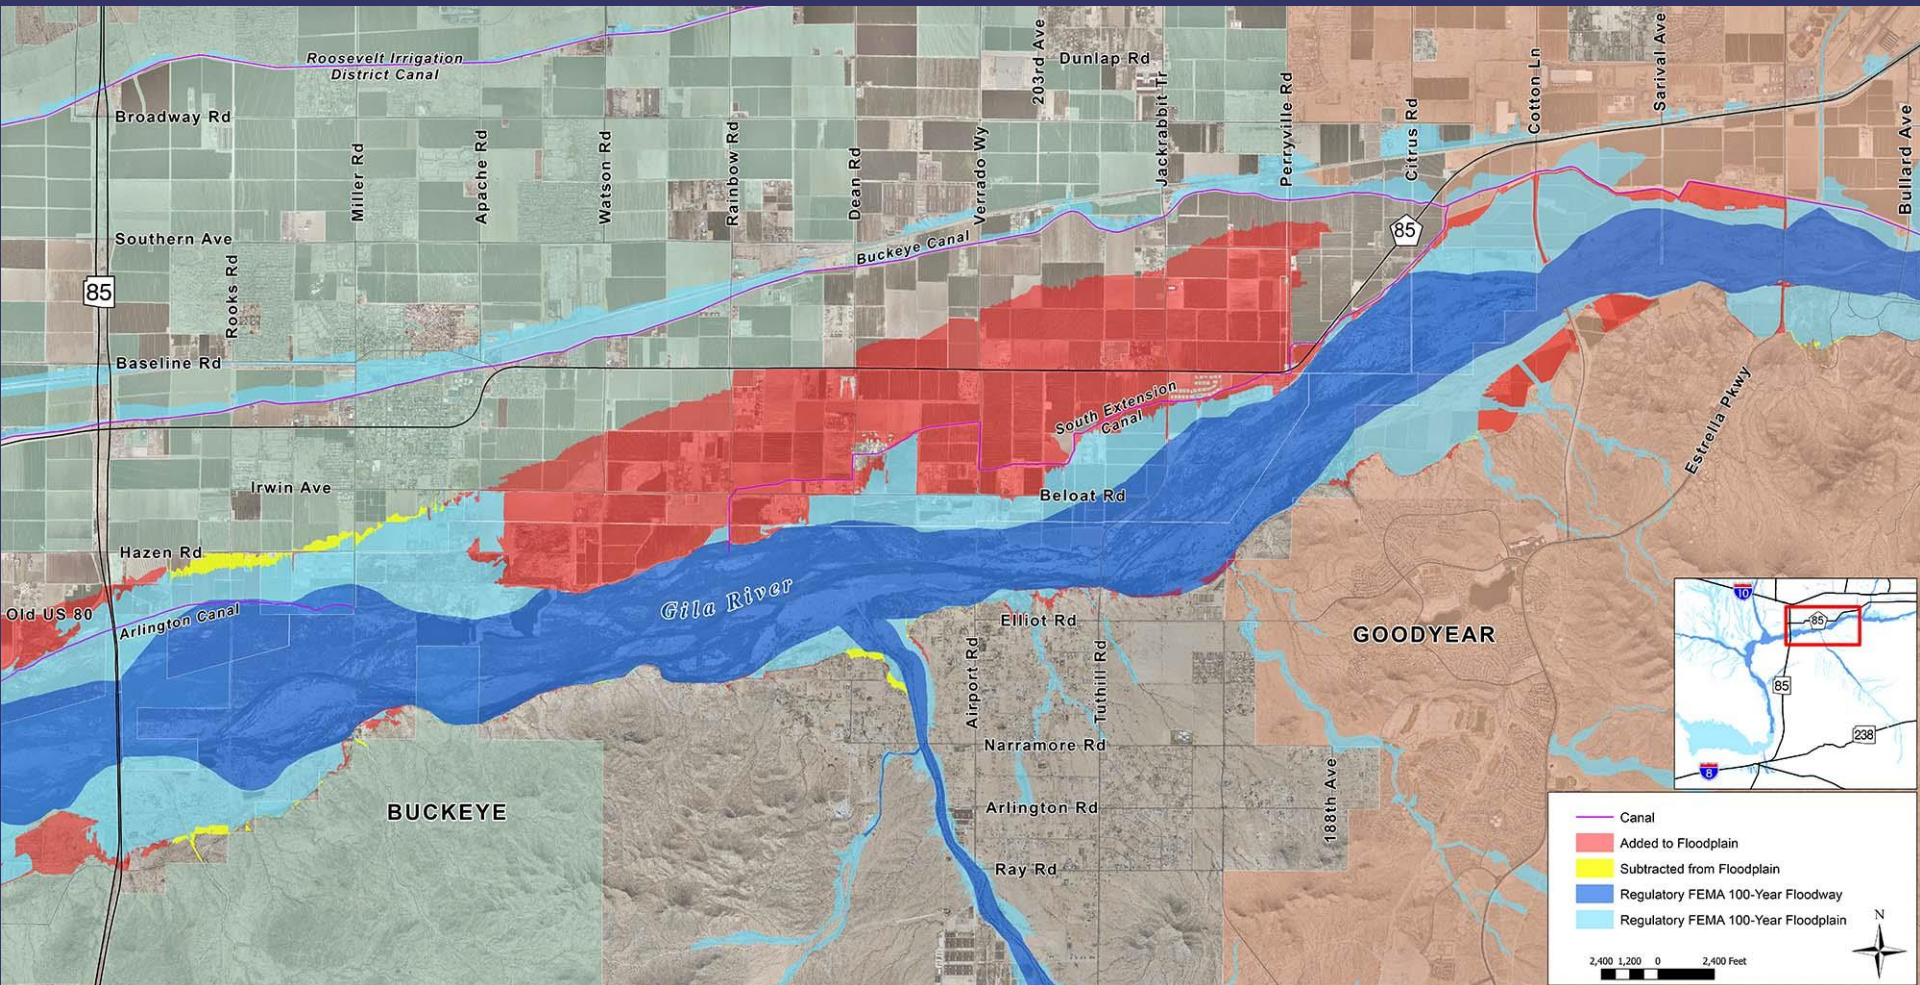 Roosevelt Irrigation
District Canal
Broadway Rd
Miller Rd
Apache Rd
Watson Rd
Rainbow Rd
Dean Rd
Verrado Wy
203rd Ave
Dunlap Rd
Jackrabbit Tr
Perryville Rd
Citrus Rd
Cotton Ln
Sarival Ave
Bullard Ave
Southern Ave
Rooks Rd
85
Buckeye Canal
85
Baseline Rd
South Extension
Canal
Estrella Pkwy
Irwin Ave
Beloat Rd
Hazen Rd
Old US 80
Arlington Canal
Gila River
Elliot Rd
GOODYEAR
Airport Rd
Tuthill Rd
Narramore Rd
188th Ave
BUCKEYE
Arlington Rd
Ray Rd
10
85
85
238
8
Canal
Added to Floodplain
Subtracted from Floodplain
Regulatory FEMA 100-Year Floodway
Regulatory FEMA 100-Year Floodplain
N
2,400 1,200 0 2,400 Feet